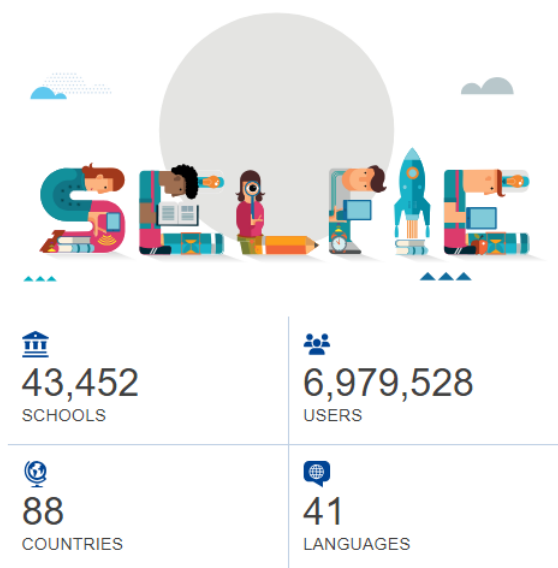 SELFIE
43,452
SCHOOLS
6,979,528
USERS
88
COUNTRIES
41
LANGUAGES